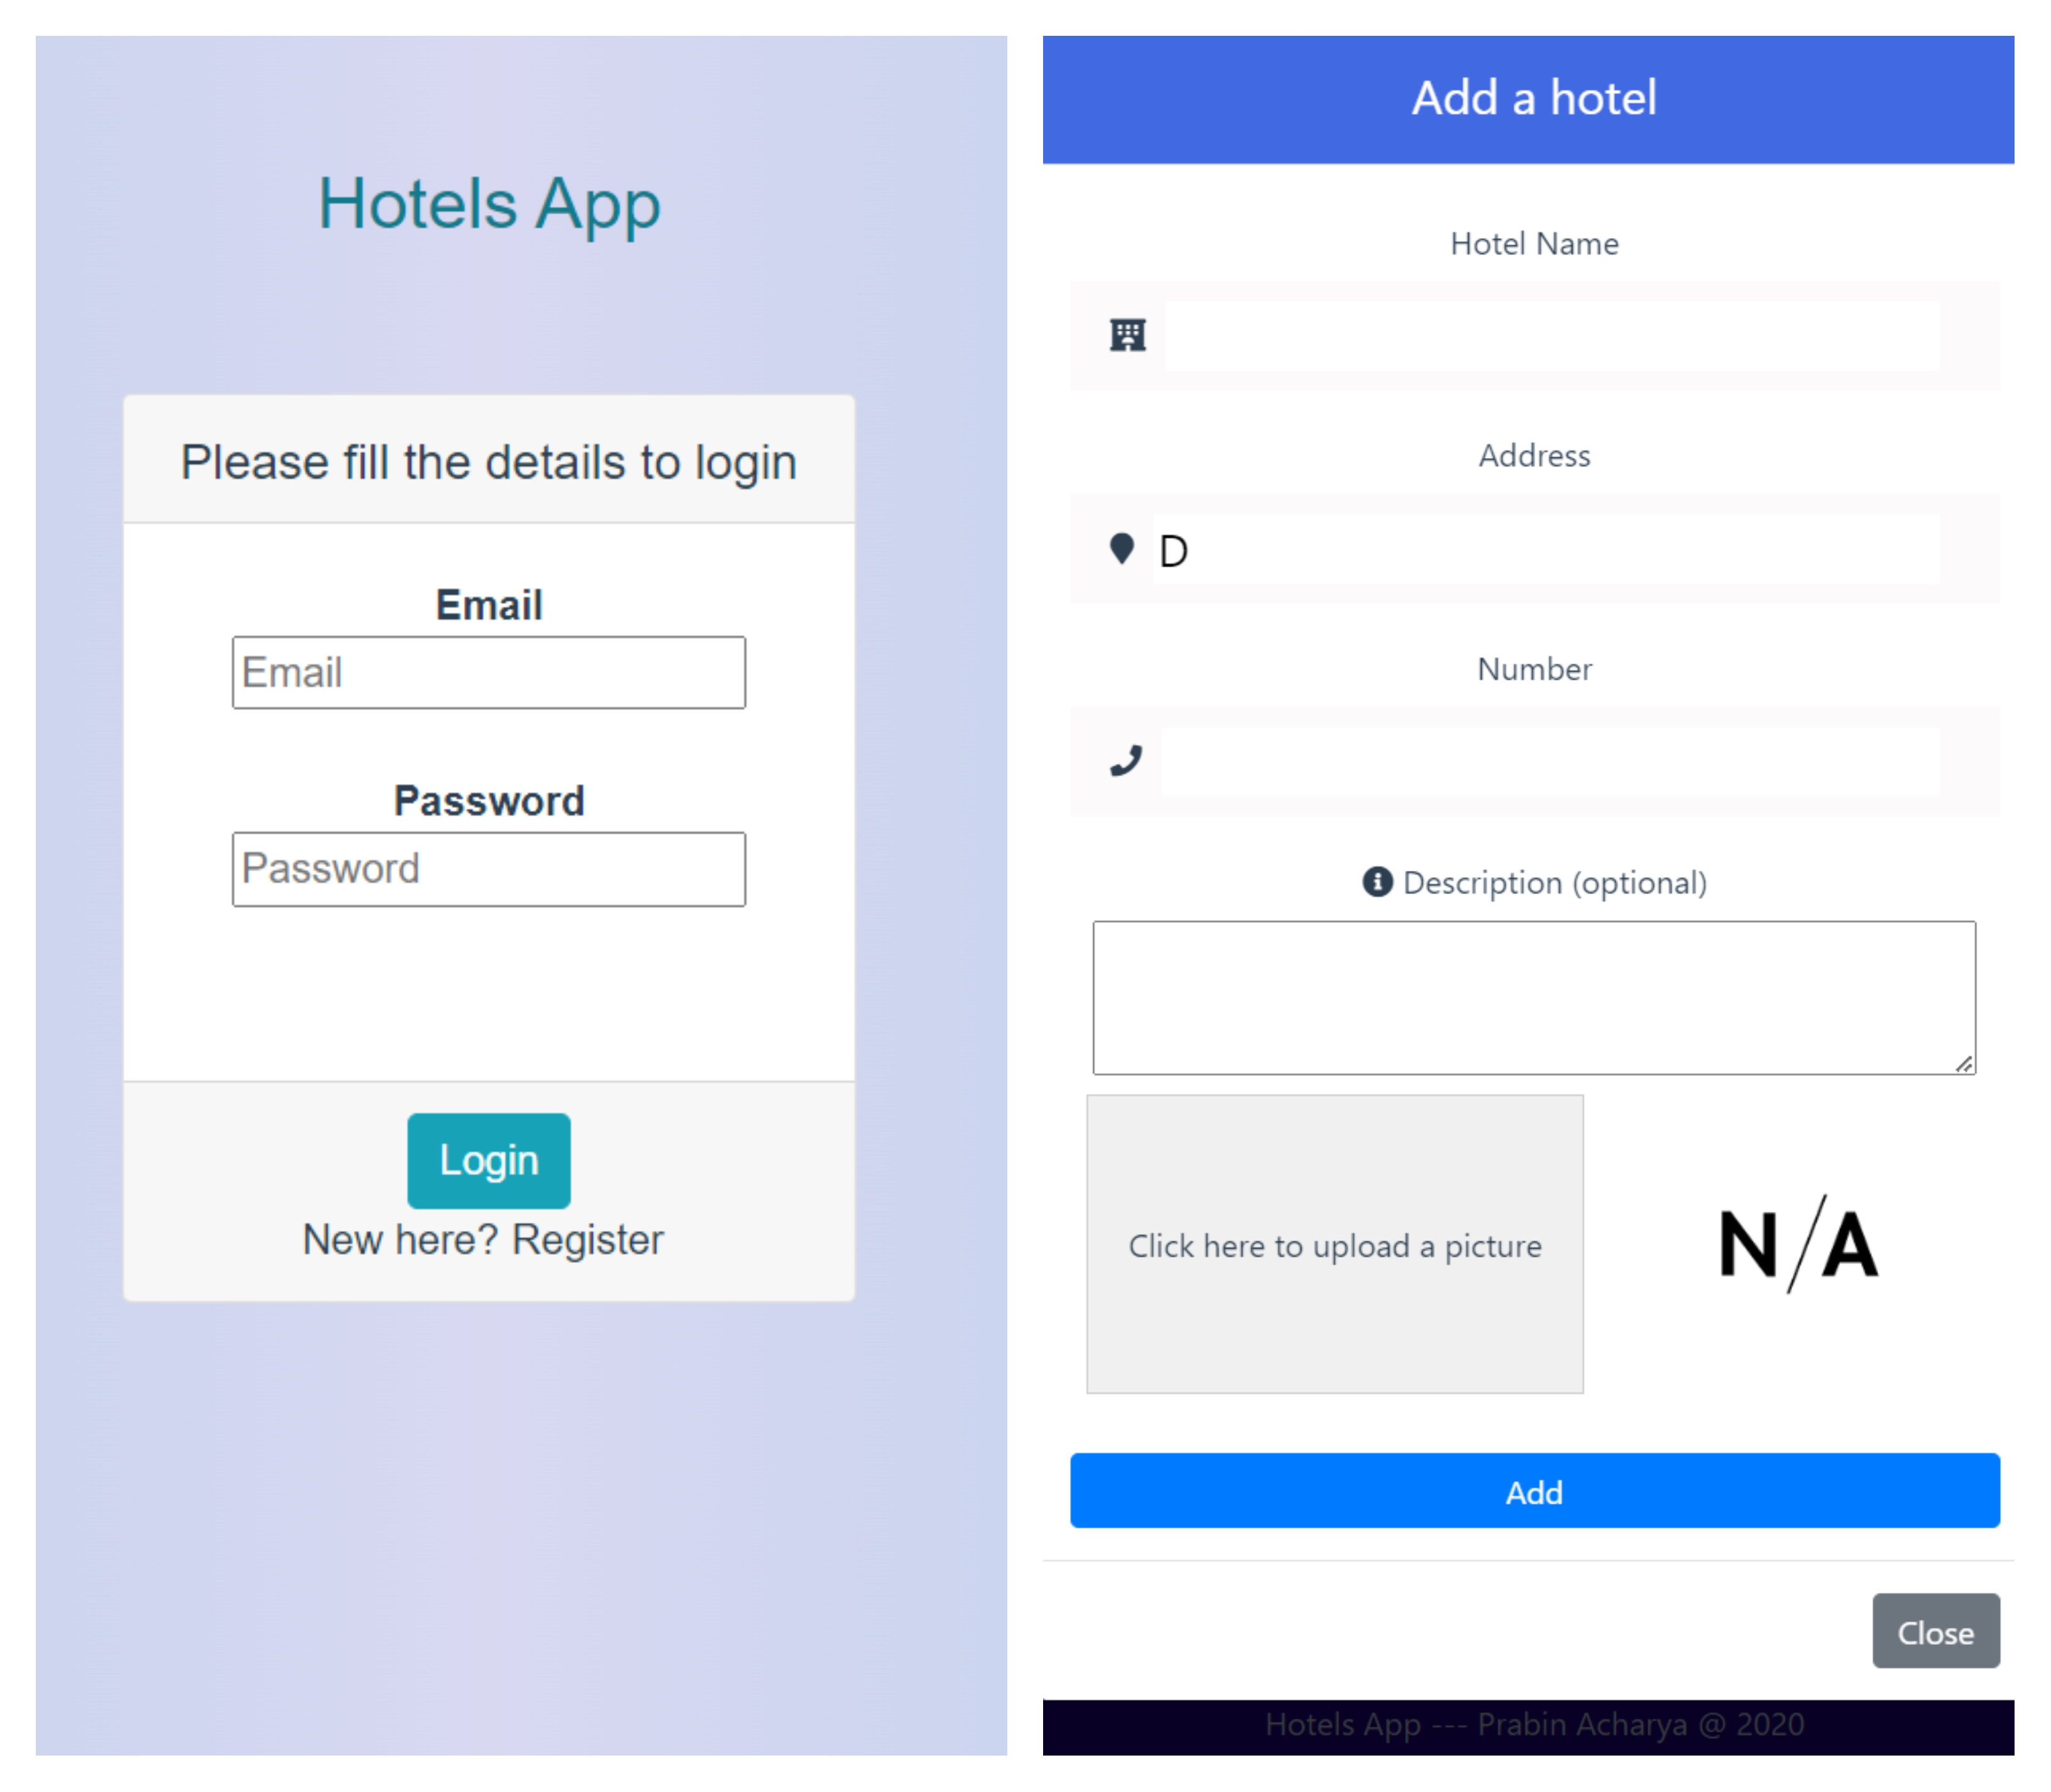 Hotels App
Please fill the details to login
Email
Email
Password
Password
Login
New here? Register
Add a hotel
Hotel Name
Address
D
Number
Description (optional)
Click here to upload a picture
N/A
Add
Close
Hotels App --- Prabin Acharya @ 2020